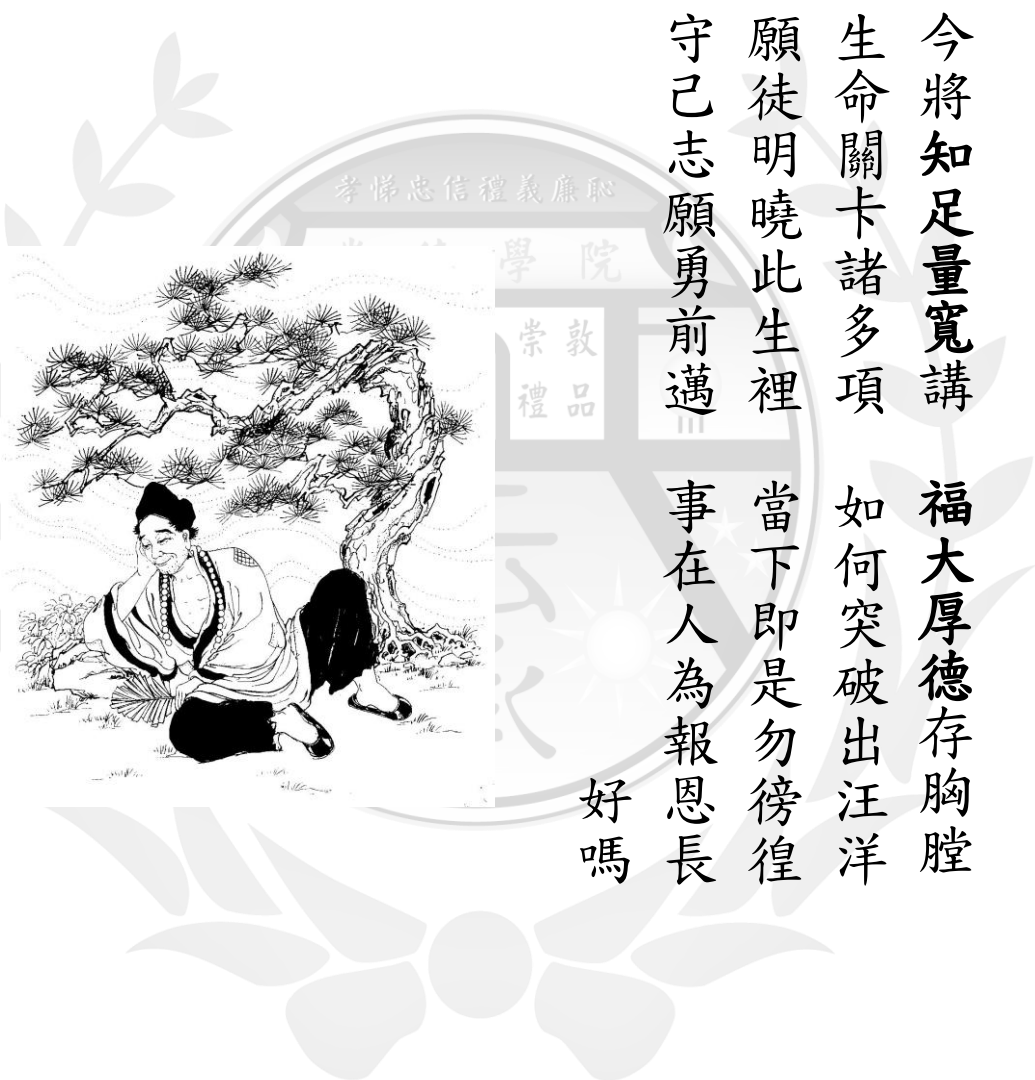 今將知足量寬講　福大厚德存胸膛
生命關卡諸多項　如何突破出汪洋
願徒明曉此生裡　當下即是勿徬徨
守己志願勇前邁　事在人為報恩長
好嗎
孝悌忠信禮義廉恥
學院
敦品
崇禮